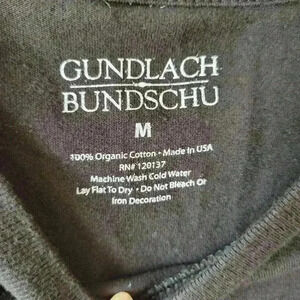 GUNDLACH
BUNDSCHU
M
100% Organic Cotton • Made In USA
RN# 120137
Machine Wash Cold Water
Lay Flat To Dry • Do Not Bleach Or
Iron Decoration